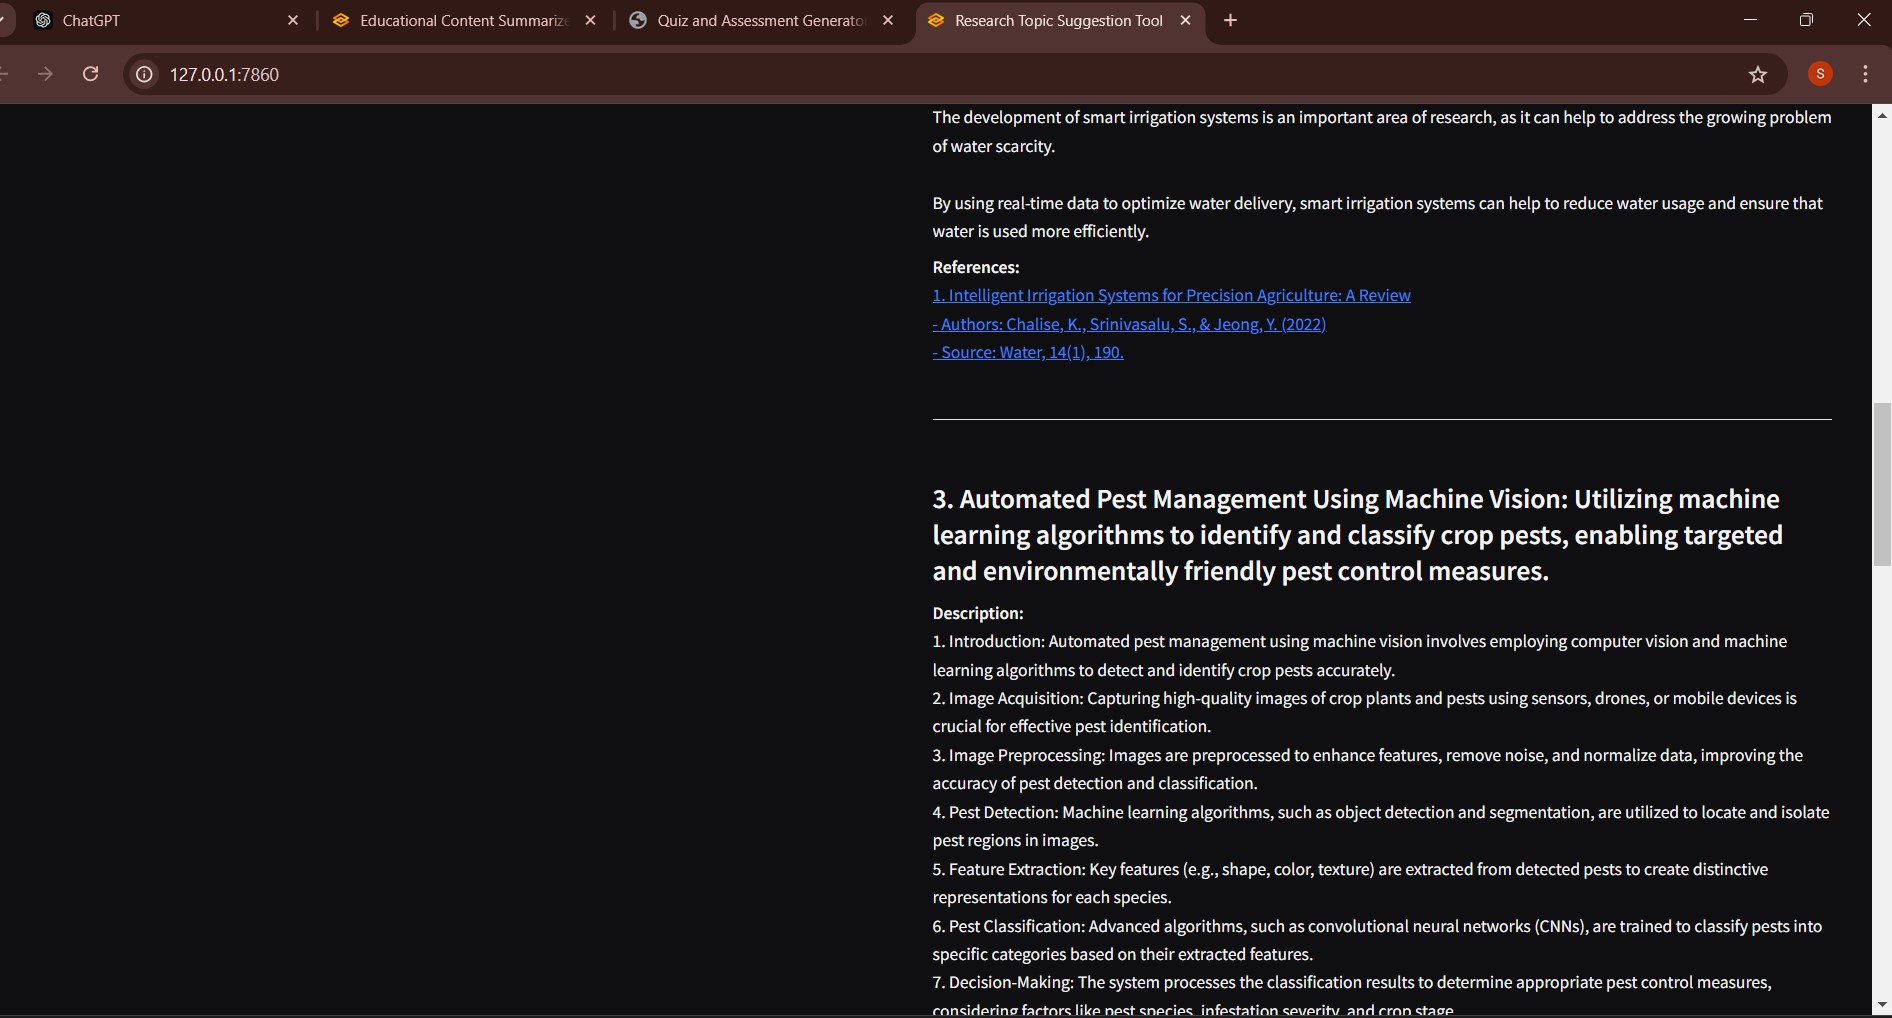 ChatGPT
Educational Content Summarize
Quiz and Assessment Generato
Research Topic Suggestion Tool
127.0.0.1:7860
S
The development of smart irrigation systems is an important area of research, as it can help to address the growing problem
of water scarcity.
By using real-time data to optimize water delivery, smart irrigation systems can help to reduce water usage and ensure that
water is used more efficiently.
References:
1. Intelligent Irrigation Systems for Precision Agriculture: A Review
- Authors: Chalise, K., Srinivasalu, S., & Jeong, Y. (2022)
- Source: Water, 14(1), 190.
3. Automated Pest Management Using Machine Vision: Utilizing machine
learning algorithms to identify and classify crop pests, enabling targeted
and environmentally friendly pest control measures.
Description:
1. Introduction: Automated pest management using machine vision involves employing computer vision and machine
learning algorithms to detect and identify crop pests accurately.
2. Image Acquisition: Capturing high-quality images of crop plants and pests using sensors, drones, or mobile devices is
crucial for effective pest identification.
3. Image Preprocessing: Images are preprocessed to enhance features, remove noise, and normalize data, improving the
accuracy of pest detection and classification.
4. Pest Detection: Machine learning algorithms, such as object detection and segmentation, are utilized to locate and isolate
pest regions in images.
5. Feature Extraction: Key features (e.g., shape, color, texture) are extracted from detected pests to create distinctive
representations for each species.
6. Pest Classification: Advanced algorithms, such as convolutional neural networks (CNNs), are trained to classify pests into
specific categories based on their extracted features.
7. Decision-Making: The system processes the classification results to determine appropriate pest control measures,
considering factors like pest species, infestation severity, and crop stage.